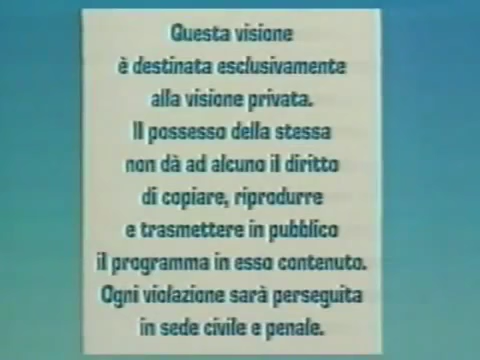 Questa visione
è destinata esclusivamente
alla visione privata.
Il possesso della stessa
non dà ad alcuno il diritto
di copiare, riprodurre
e trasmettere in pubblico
il programma in esso contenuto.
Ogni violazione sarà perseguita
in sede civile e penale.